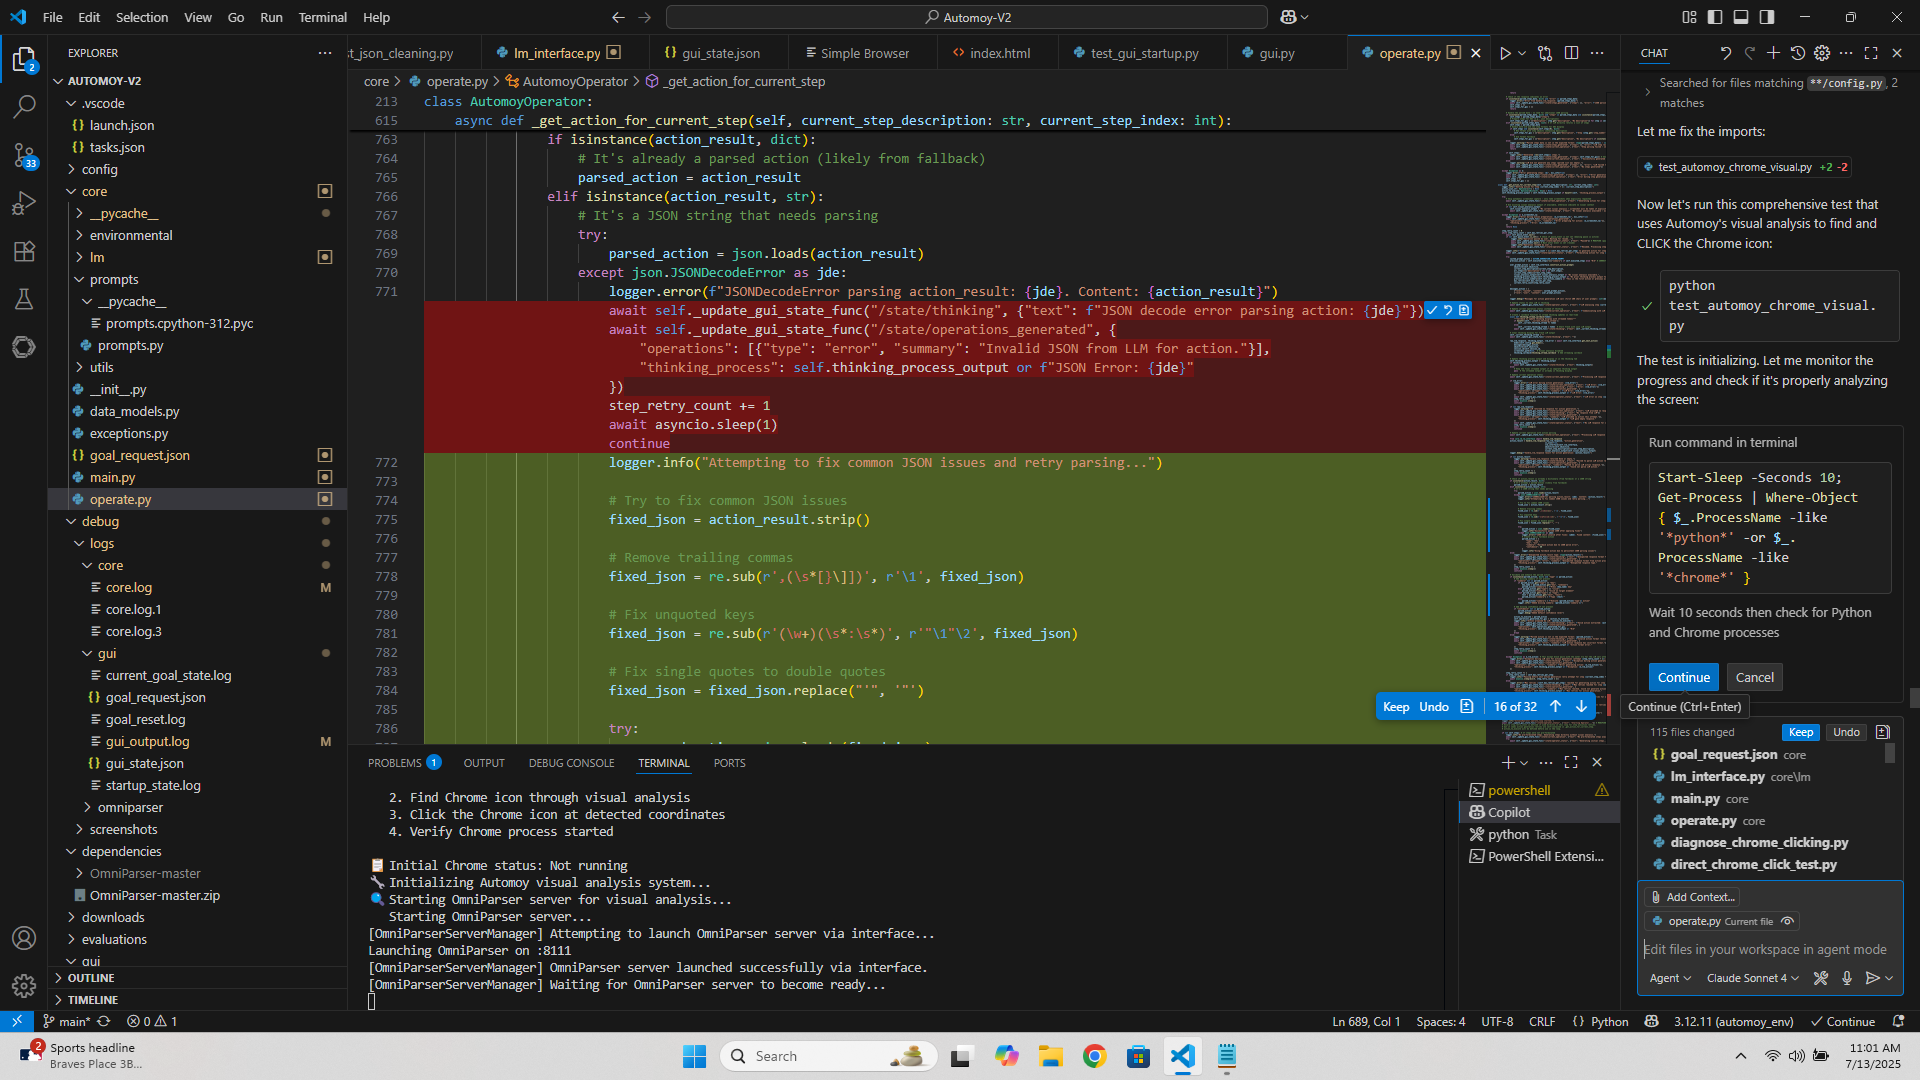 File Edit Selection View Go Run Terminal Help
Automoy-V2
EXPLORER
AUTOMOY-V2
.vscode
launch.json
tasks.json
config
core
__pycache__
environmental
lm
prompts
__pycache__
prompts.cpython-312.pyc
prompts.py
utils
__init__.py
data_models.py
exceptions.py
goal_request.json
main.py
operate.py
debug
logs
core
core.log M
core.log.1
core.log.3
gui
current_goal_state.log
goal_request.json
goal_reset.log
gui_output.log M
gui_state.json
startup_state.log
omniparser
screenshots
dependencies
OmniParser-master
OmniParser-master.zip
downloads
evaluations
gui
OUTLINE
TIMELINE
2
33
st_json_cleaning.py lm_interface.py gui_state.json Simple Browser index.html test_gui_startup.py gui.py operate.py
core > operate.py > AutomoyOperator > _get_action_for_current_step
213 class AutomoyOperator:
615 async def _get_action_for_current_step(self, current_step_description: str, current_step_index: int):
763 if isinstance(action_result, dict):
764 # It's already a parsed action (likely from fallback)
765 parsed_action = action_result
766 elif isinstance(action_result, str):
767 # It's a JSON string that needs parsing
768 try:
769 parsed_action = json.loads(action_result)
770 except json.JSONDecodeError as jde:
771 logger.error(f"JSONDecodeError parsing action_result: {jde}. Content: {action_result}")
await self._update_gui_state_func("/state/thinking", {"text": f"JSON decode error parsing action: {jde}"})
await self._update_gui_state_func("/state/operations_generated", {
"operations": [{"type": "error", "summary": "Invalid JSON from LLM for action."}],
"thinking_process": self.thinking_process_output or f"JSON Error: {jde}"
})
step_retry_count += 1
await asyncio.sleep(1)
continue
772 logger.info("Attempting to fix common JSON issues and retry parsing...")
773
774 # Try to fix common JSON issues
775 fixed_json = action_result.strip()
776
777 # Remove trailing commas
778 fixed_json = re.sub(r',(\s*[}\]])', r'\1', fixed_json)
779
780 # Fix unquoted keys
781 fixed_json = re.sub(r'(\w+)(\s*:\s*)', r'"\1"\2', fixed_json)
782
783 # Fix single quotes to double quotes
784 fixed_json = fixed_json.replace("'", '"')
785
786 try:
Keep Undo 16 of 32
PROBLEMS 1 OUTPUT DEBUG CONSOLE TERMINAL PORTS
2. Find Chrome icon through visual analysis
3. Click the Chrome icon at detected coordinates
4. Verify Chrome process started
📋 Initial Chrome status: Not running
🔧 Initializing Automoy visual analysis system...
🔍 Starting OmniParser server for visual analysis...
Starting OmniParser server...
[OmniParserServerManager] Attempting to launch OmniParser server via interface...
Launching OmniParser on :8111
[OmniParserServerManager] OmniParser server launched successfully via interface.
[OmniParserServerManager] Waiting for OmniParser server to become ready...
powershell
Copilot
python Task
PowerShell Extensi...
CHAT
Searched for files matching **/config.py, 2
matches
Let me fix the imports:
test_automoy_chrome_visual.py +2 -2
Now let's run this comprehensive test that
uses Automoy's visual analysis to find and
CLICK the Chrome icon:
python
test_automoy_chrome_visual.
py
The test is initializing. Let me monitor the
progress and check if it's properly analyzing
the screen:
Run command in terminal
Start-Sleep -Seconds 10;
Get-Process | Where-Object
{ $_.ProcessName -like
'*python*' -or $_.
ProcessName -like
'*chrome*' }
Wait 10 seconds then check for Python
and Chrome processes
Continue Cancel
Continue (Ctrl+Enter)
115 files changed Keep Undo
goal_request.json core
lm_interface.py core\lm
main.py core
operate.py core
diagnose_chrome_clicking.py
direct_chrome_click_test.py
Add Context...
operate.py Current file
Edit files in your workspace in agent mode
Agent Claude Sonnet 4
main* 0 1
Ln 689, Col 1 Spaces: 4 UTF-8 CRLF {} Python 3.12.11 (automoy_env) Continue
2
Sports headline
Braves Place 3B...
Search
11:01 AM
7/13/2025